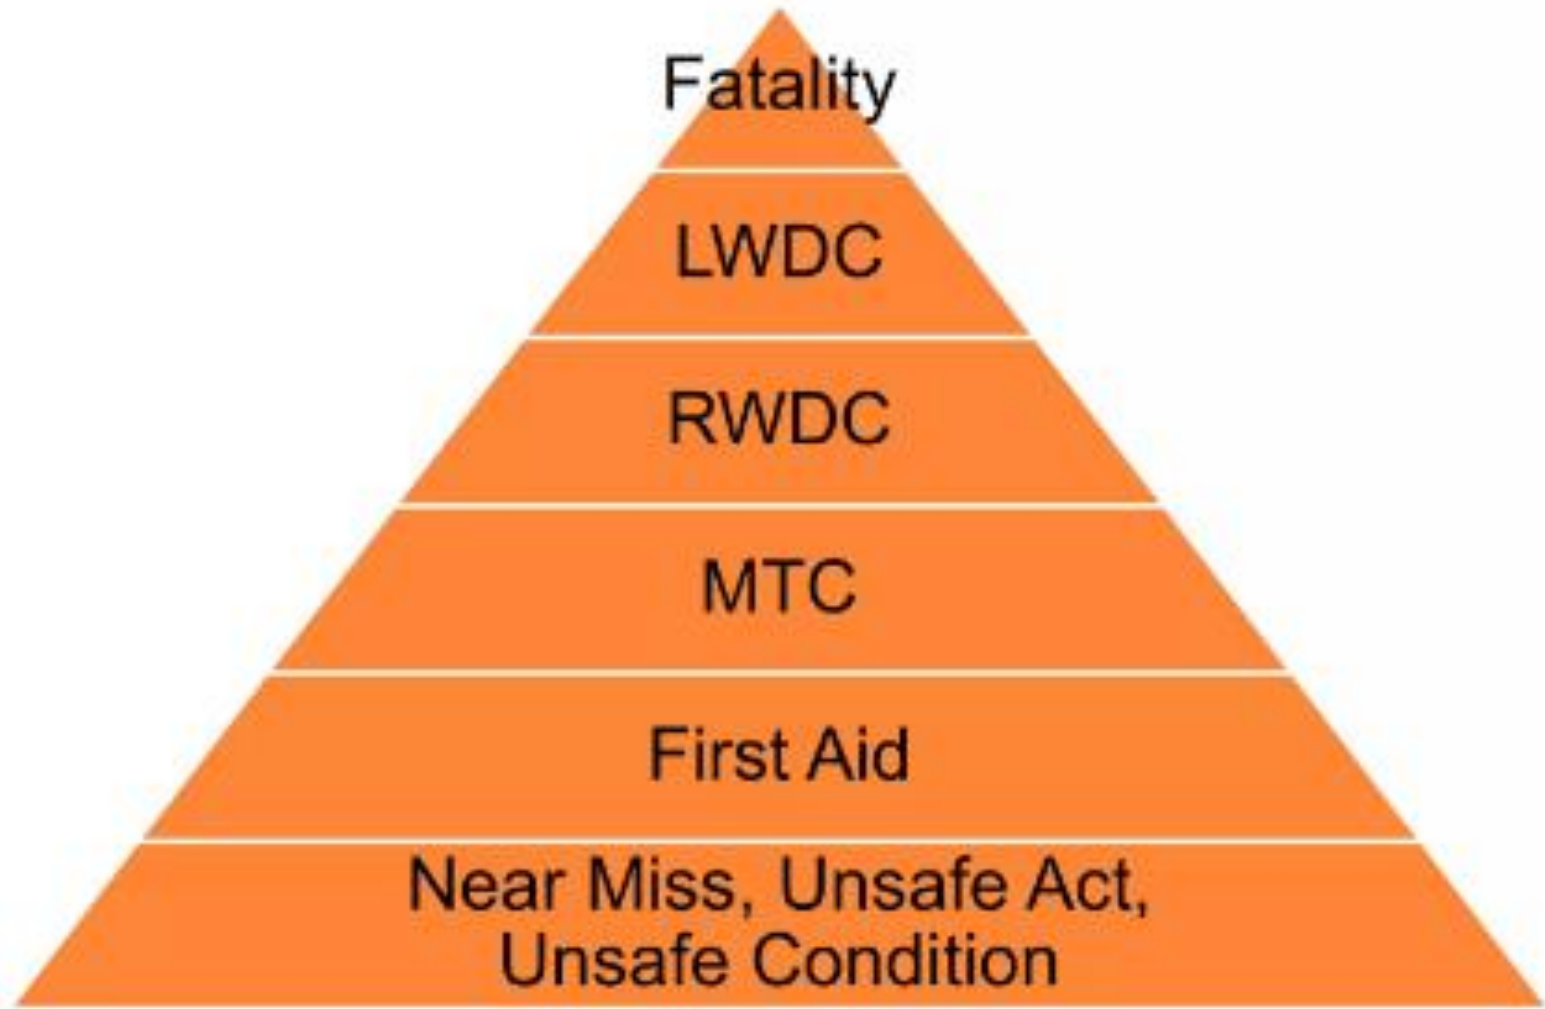 Fatality
LWDC
RWDC
MTC
First Aid
Near Miss, Unsafe Act,
Unsafe Condition